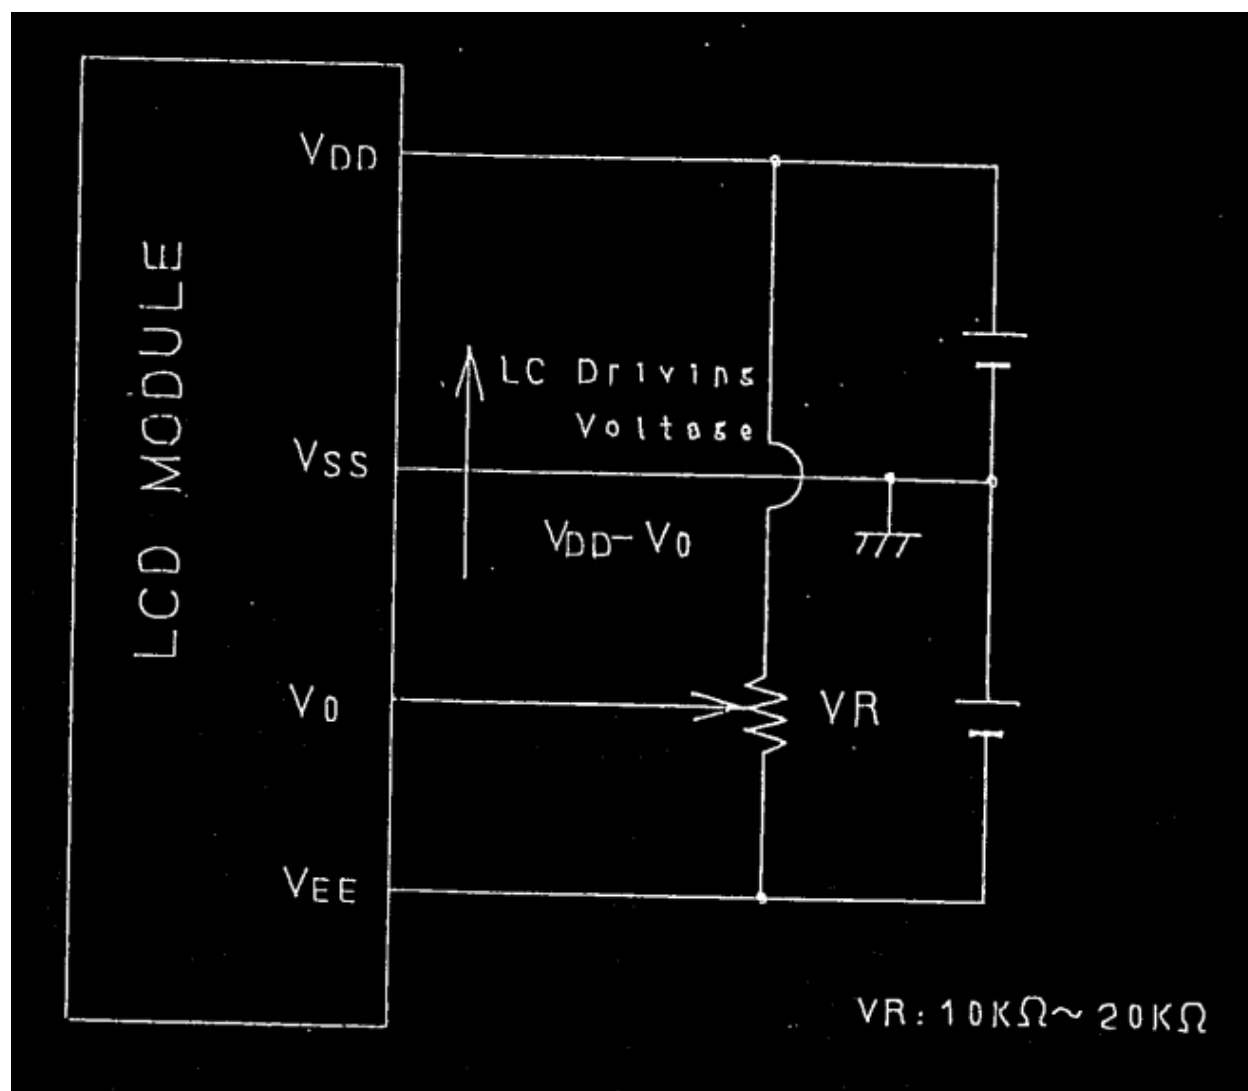 LCD MODULE
VDD
LC Driving
Voltage
VSS
VDD-V0
V0
VR
VEE
VR: 10KΩ~20KΩ